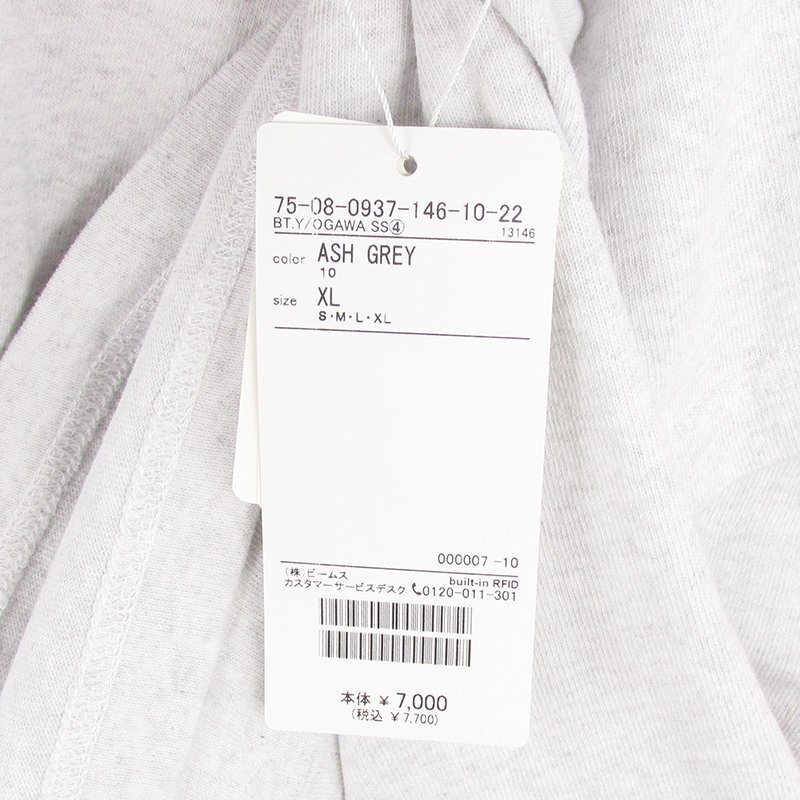 75-08-0937-146-10-22
BT.Y/OGAWA SS④
13146
color ASH GREY
10
size XL
S・M・L・XL
000007 -10
(株)ビームス built-in RFID
カスタマーサービスデスク 📞0120-011-301
本体 ¥ 7,000
(税込 ¥ 7,700)